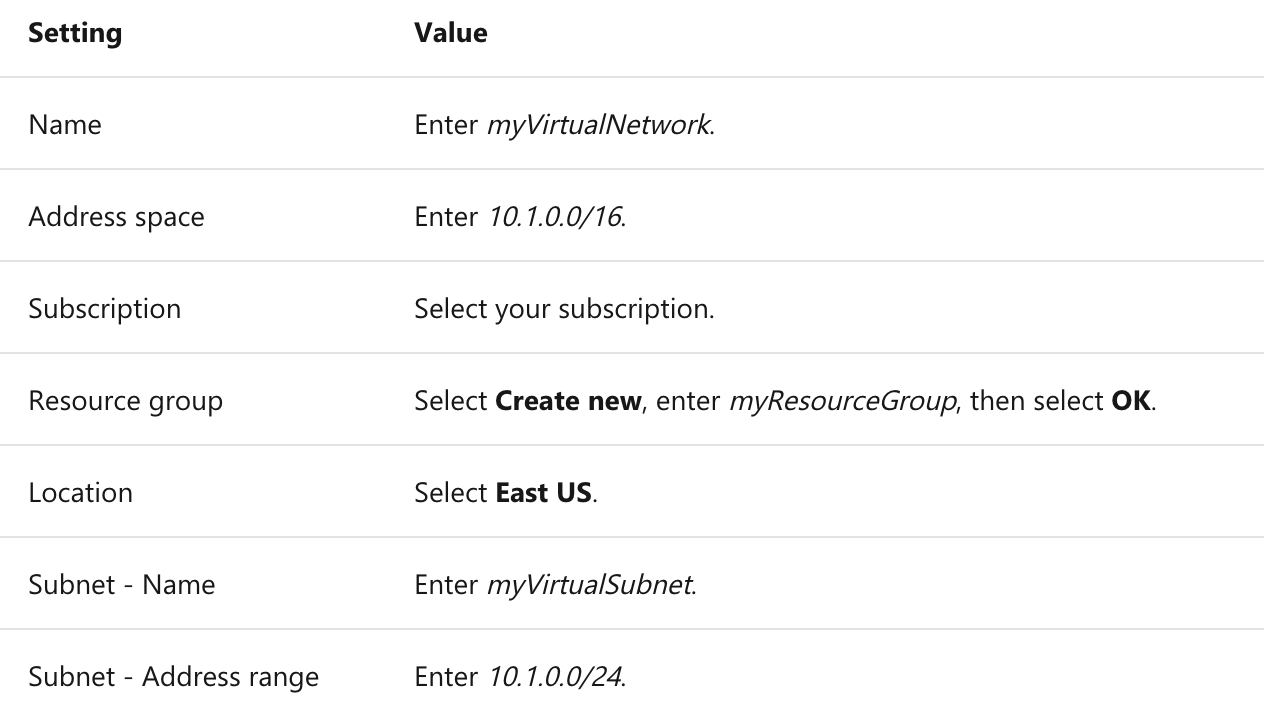 Setting Value
Name Enter myVirtualNetwork.
Address space Enter 10.1.0.0/16.
Subscription Select your subscription.
Resource group Select Create new, enter myResourceGroup, then select OK.
Location Select East US.
Subnet - Name Enter myVirtualSubnet.
Subnet - Address range Enter 10.1.0.0/24.